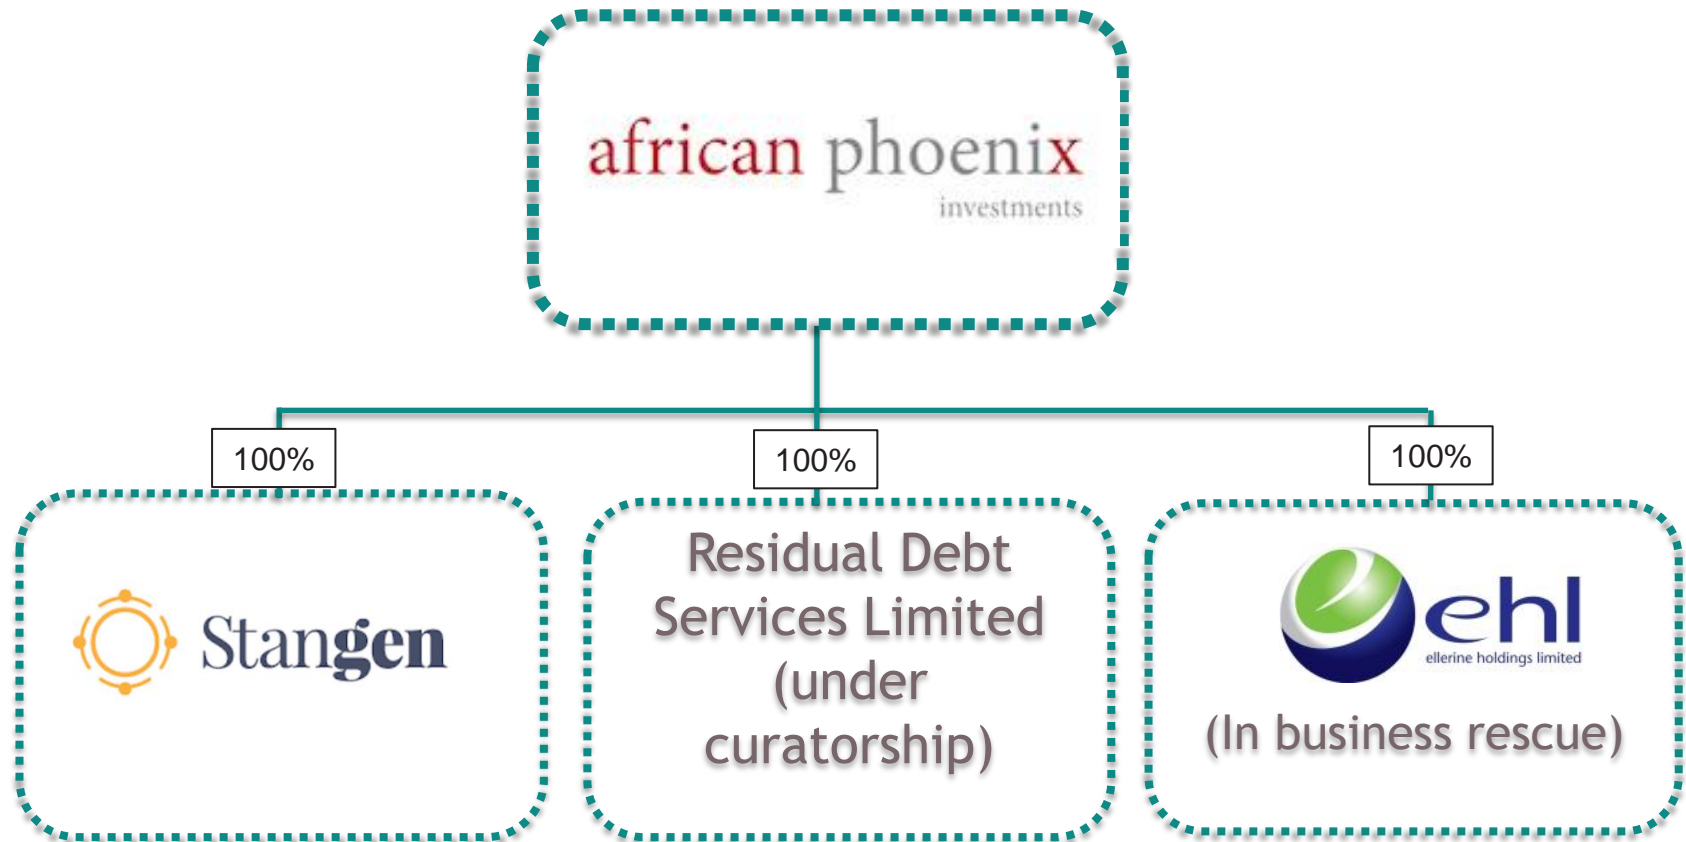 african phoenix
investments
100%
100%
100%
Stangen
Residual Debt
Services Limited
(under
curatorship)
ehl
ellerine holdings limited
(In business rescue)